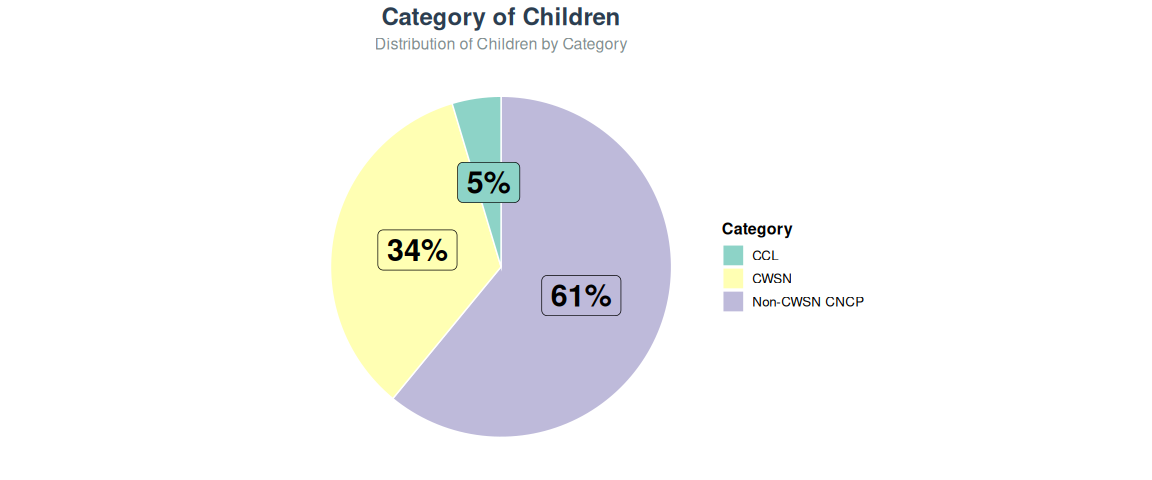 Category of Children
Distribution of Children by Category
5%
34%
61%
Category
CCL
CWSN
Non-CWSN CNCP